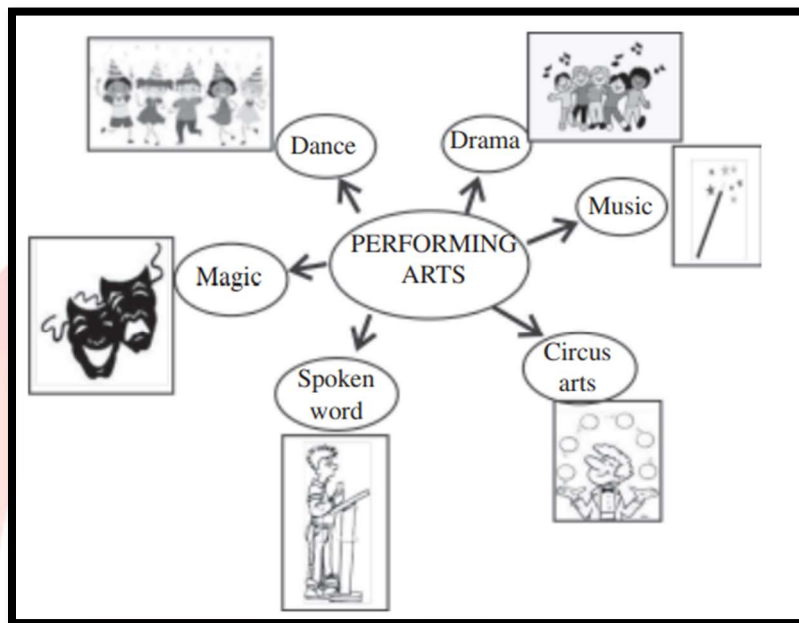 Dance
Drama
Music
PERFORMING
ARTS
Magic
Circus
arts
Spoken
word